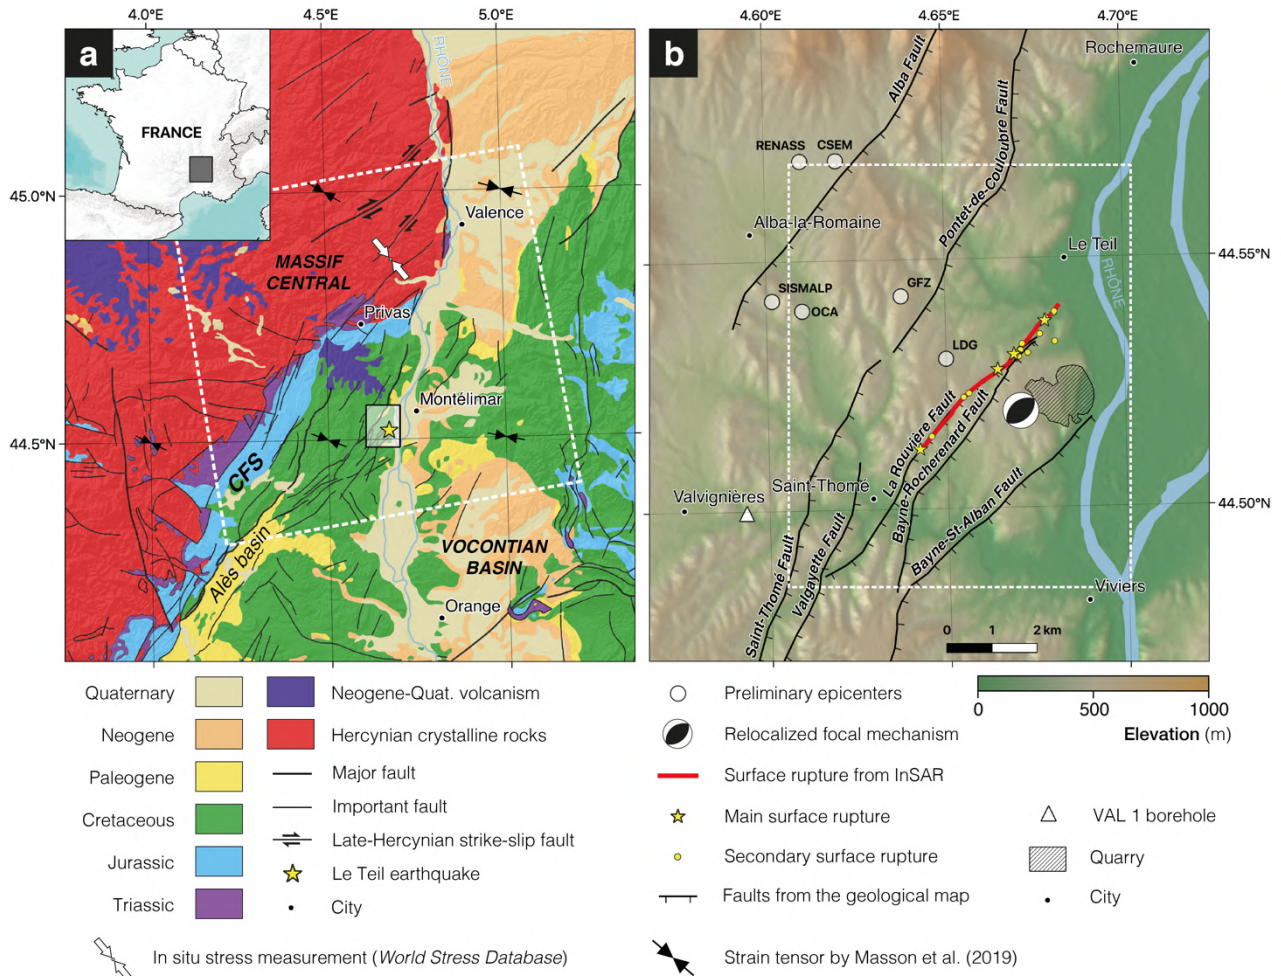 4.0°E
4.5°E
5.0°E
4.60°E
4.65°E
4.70°E
a
FRANCE
RHÔNE
45.0°N
Valence
MASSIF
CENTRAL
Privas
Montélimar
44.5°N
CFS
Alès basin
VOCONTIAN
BASIN
Orange
b
Rochemaure
Alba Fault
Pontet-de-Couloubre Fault
RENASS
CSEM
Alba-la-Romaine
Le Teil
44.55°N
RHÔNE
SISMALP
OCA
GFZ
LDG
La Rouvière Fault
Bayne-Rocherenard Fault
Saint-Thomé
Valvignières
44.50°N
Bayne-St-Alban Fault
Saint-Thomé Fault
Valgayette Fault
Viviers
0 1 2 km
Quaternary
Neogene-Quat. volcanism
Neogene
Hercynian crystalline rocks
Paleogene
Major fault
Cretaceous
Important fault
Jurassic
Late-Hercynian strike-slip fault
Le Teil earthquake
Triassic
City
In situ stress measurement (World Stress Database)
Preliminary epicenters
Relocalized focal mechanism
Surface rupture from InSAR
Main surface rupture
Secondary surface rupture
Faults from the geological map
0 500 1000
Elevation (m)
VAL 1 borehole
Quarry
City
Strain tensor by Masson et al. (2019)